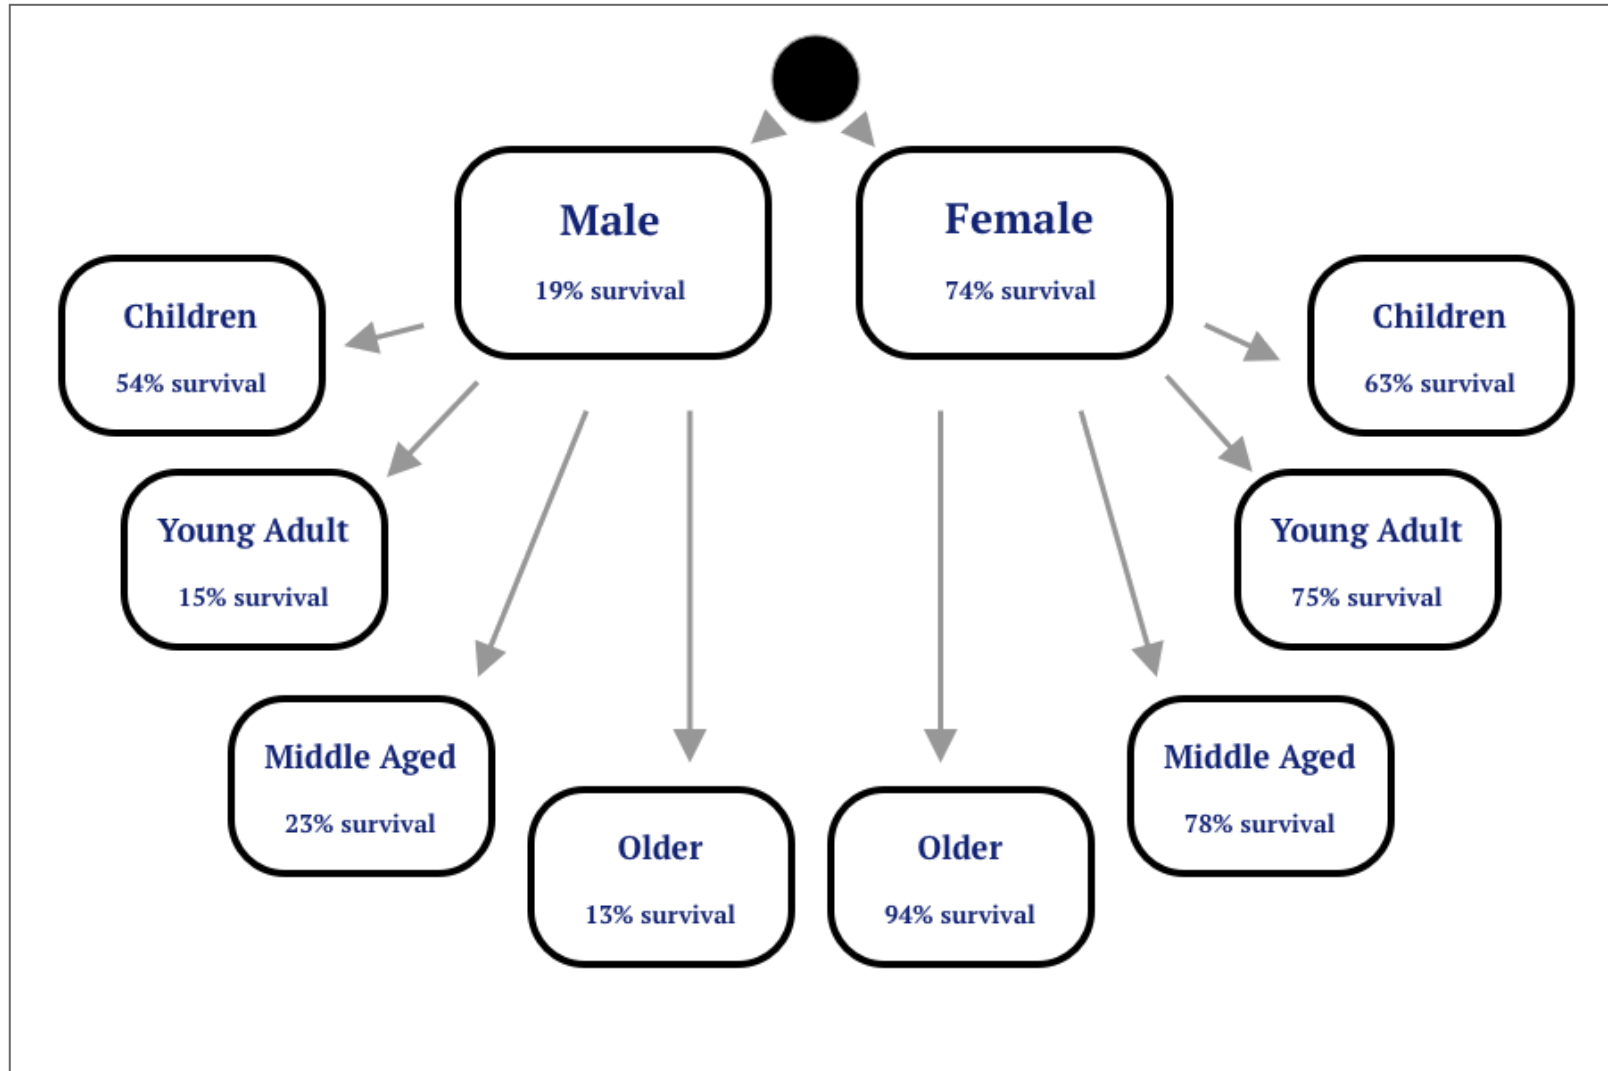 Male
19% survival
Female
74% survival
Children
54% survival
Children
63% survival
Young Adult
15% survival
Young Adult
75% survival
Middle Aged
23% survival
Middle Aged
78% survival
Older
13% survival
Older
94% survival